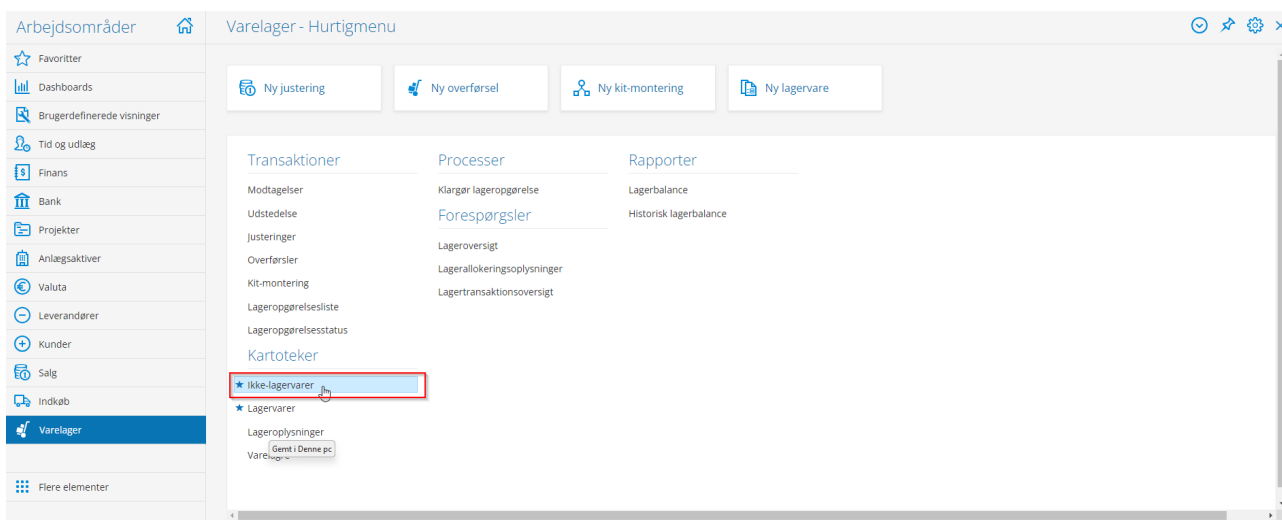 Arbejdsområder
Favoritter
Dashboards
Brugerdefinerede visninger
Tid og udlæg
Finans
Bank
Projekter
Anlægsaktiver
Valuta
Leverandører
Kunder
Salg
Indkøb
Varelager
Flere elementer
Varelager - Hurtigmenu
Ny justering
Ny overførsel
Ny kit-montering
Ny lagervare
Transaktioner
Modtagelser
Udstedelse
Justeringer
Overførsler
Kit-montering
Lageropgørelsesliste
Lageropgørelsesstatus
Kartoteker
Ikke-lagervarer
Lagervarer
Lageroplysninger
Gemt i Denne pc
Processer
Klargør lageropgørelse
Forespørgsler
Lageroversigt
Lagerallokeringsoplysninger
Lagertransaktionsoversigt
Rapporter
Lagerbalance
Historisk lagerbalance